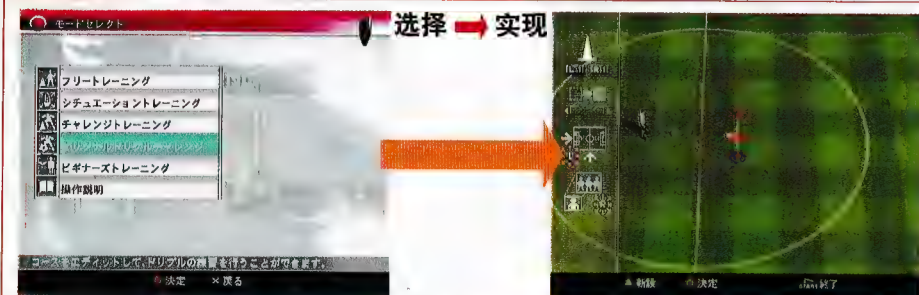 モードセレクト
选择 ➡ 实现
フリートレーニング
シチュエーショントレーニング
チャレンジトレーニング
ビギナーズトレーニング
操作説明
コースをエディットして、ドリブルの練習を行うことができます。
決定 ×戻る
▲ 決定 start 終了